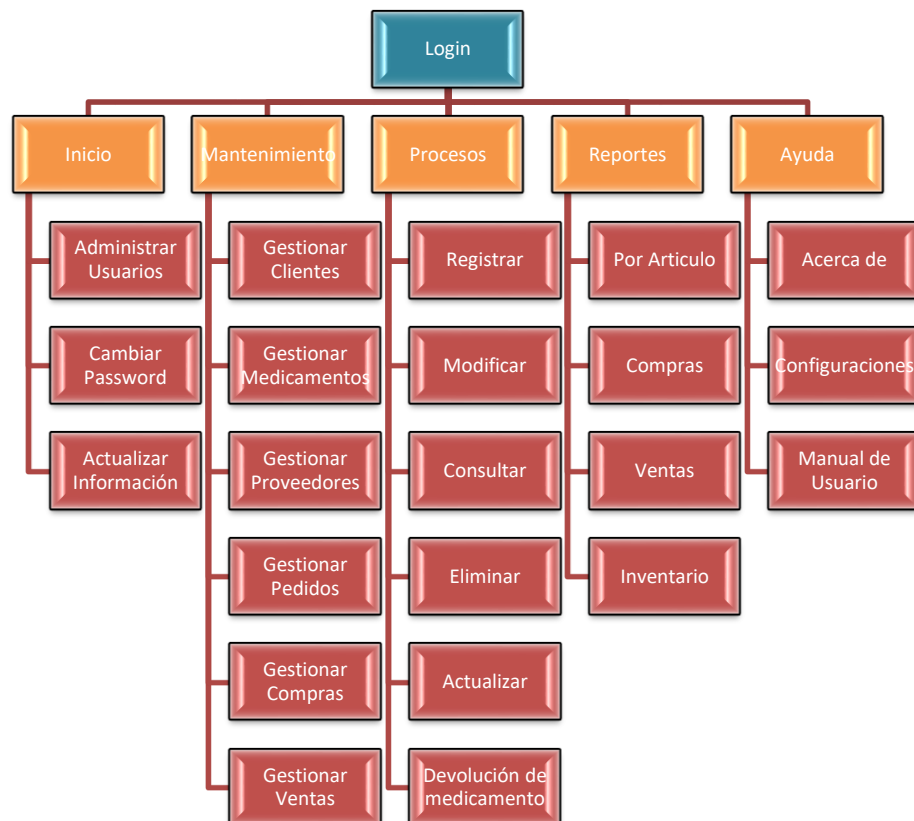 Login
Inicio
Mantenimiento
Procesos
Reportes
Ayuda
Administrar
Usuarios
Cambiar
Password
Actualizar
Información
Gestionar
Clientes
Gestionar
Medicamentos
Gestionar
Proveedores
Gestionar
Pedidos
Gestionar
Compras
Gestionar
Ventas
Registrar
Modificar
Consultar
Eliminar
Actualizar
Devolución de
medicamento
Por Articulo
Compras
Ventas
Inventario
Acerca de
Configuraciones
Manual de
Usuario